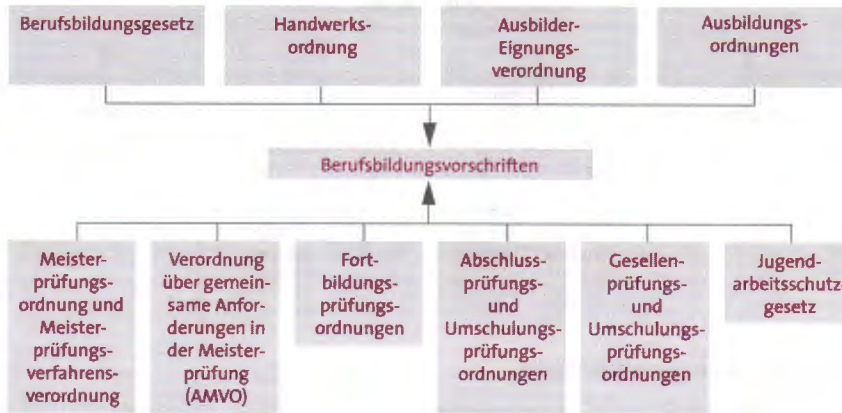 Berufsbildungsgesetz
Handwerks-
ordnung
Ausbilder-
Eignungs-
verordnung
Ausbildungs-
ordnungen
Berufsbildungsvorschriften
Meister-
prüfungs-
ordnung und
Meister-
prüfungs-
verfahrens-
verordnung
Verordnung
über gemein-
same Anfor-
derungen in
der Meister-
prüfung
(AMVO)
Fort-
bildungs-
prüfungs-
ordnungen
Abschluss-
prüfungs-
und
Umschulungs-
prüfungs-
ordnungen
Gesellen-
prüfungs-
und
Umschulungs-
prüfungs-
ordnungen
Jugend-
arbeitsschutz-
gesetz